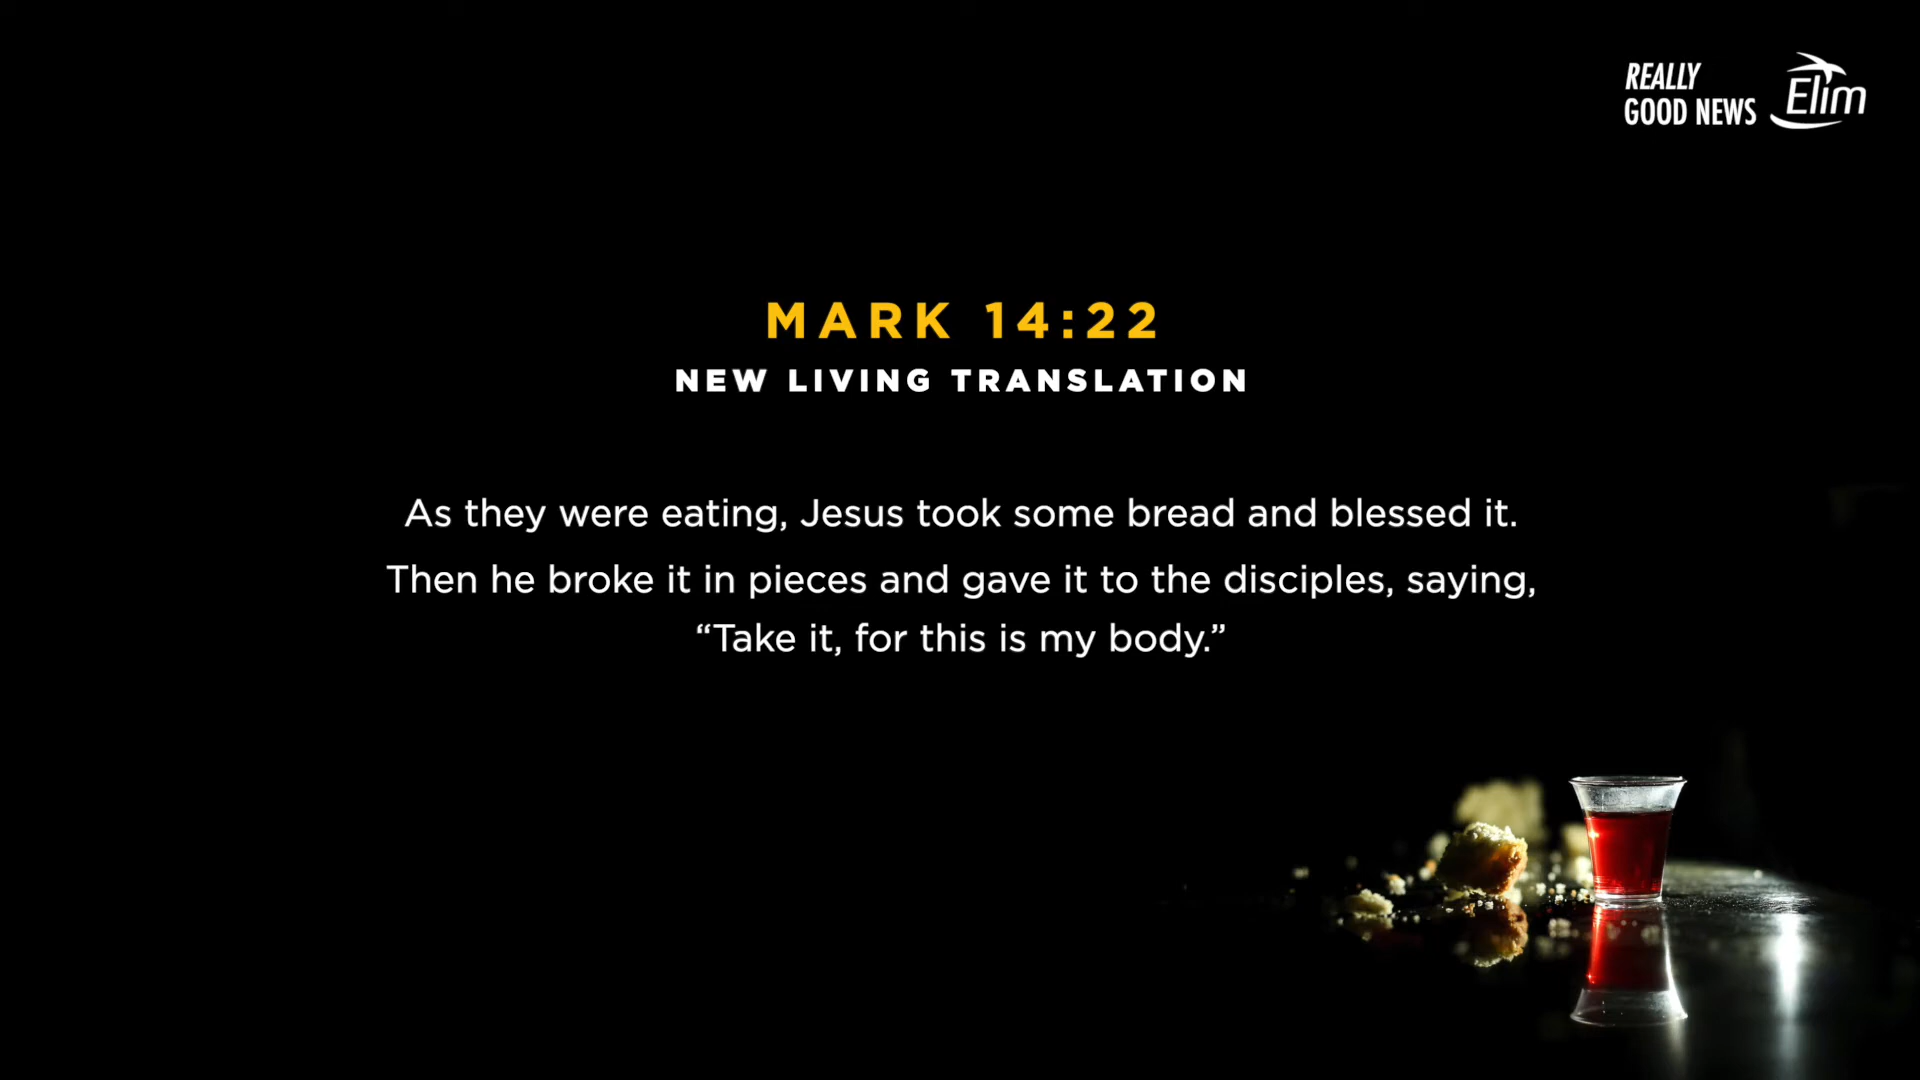 REALLY
GOOD NEWS
Elim
MARK 14:22
NEW LIVING TRANSLATION
As they were eating, Jesus took some bread and blessed it.
Then he broke it in pieces and gave it to the disciples, saying,
“Take it, for this is my body.”